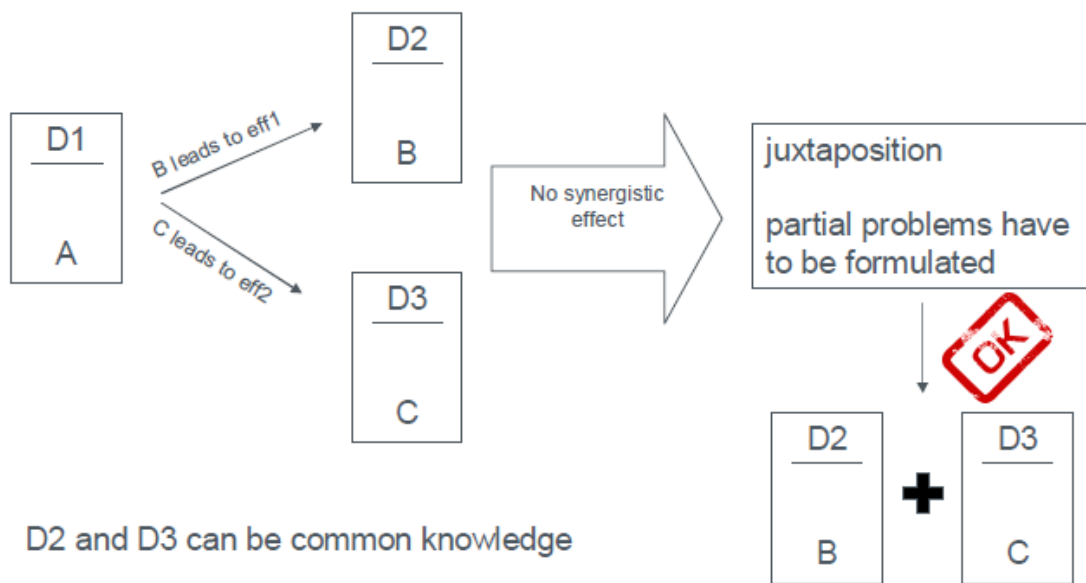 D1
A
B leads to eff1
C leads to eff2
D2
B
D3
C
No synergistic
effect
juxtaposition
partial problems have
to be formulated
OK
D2
B
D3
C
D2 and D3 can be common knowledge